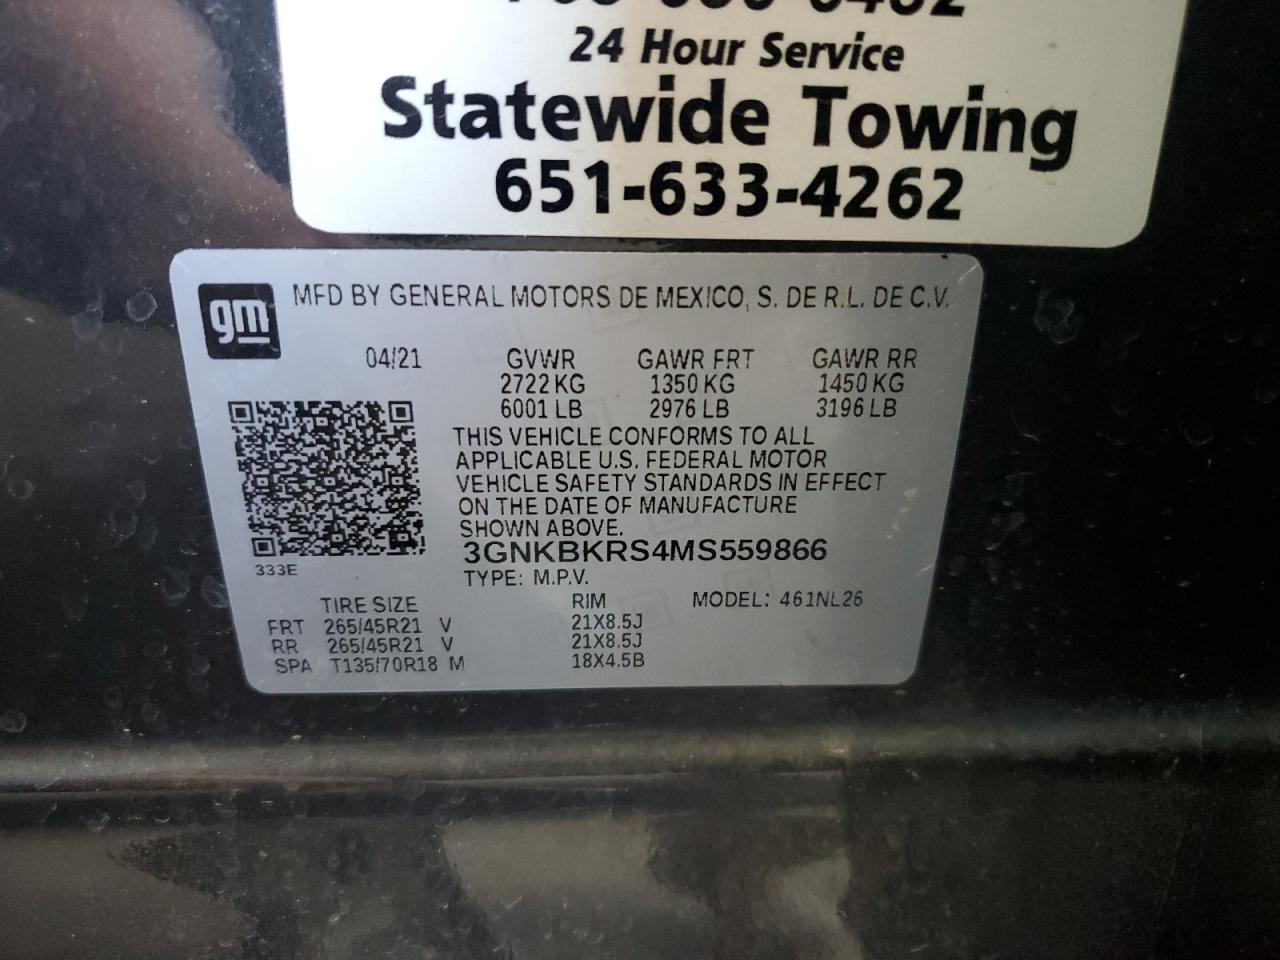 24 Hour Service
Statewide Towing
651-633-4262
gm
MFD BY GENERAL MOTORS DE MEXICO, S. DE R.L. DE C.V.
04/21 GVWR GAWR FRT GAWR RR
2722 KG 1350 KG 1450 KG
6001 LB 2976 LB 3196 LB
THIS VEHICLE CONFORMS TO ALL
APPLICABLE U.S. FEDERAL MOTOR
VEHICLE SAFETY STANDARDS IN EFFECT
ON THE DATE OF MANUFACTURE
SHOWN ABOVE.
3GNKBKRS4MS559866
333E
TYPE: M.P.V.
TIRE SIZE RIM MODEL: 461NL26
FRT 265/45R21 V 21X8.5J
RR 265/45R21 V 21X8.5J
SPA T135/70R18 M 18X4.5B